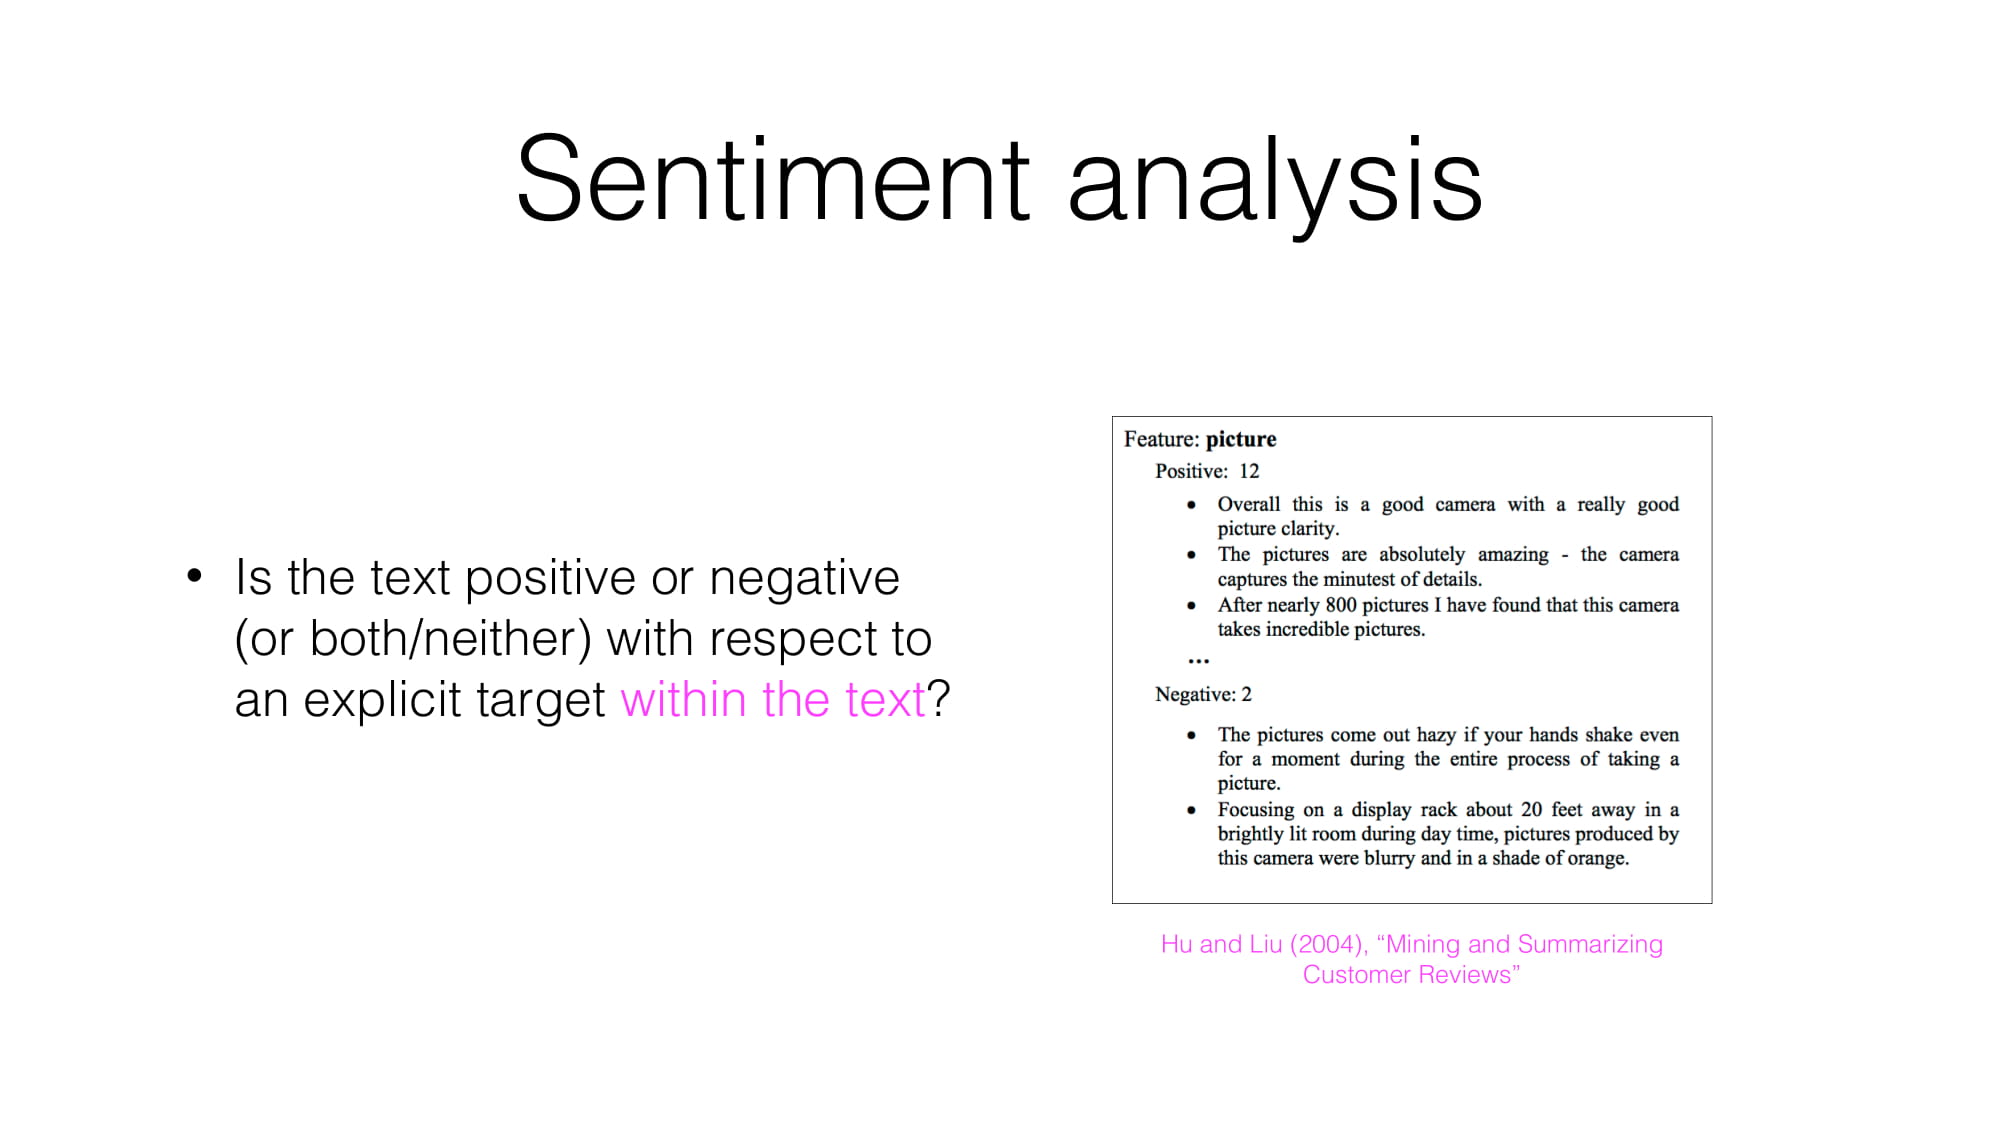 Sentiment analysis
• Is the text positive or negative
(or both/neither) with respect to
an explicit target within the text?
Feature: picture
Positive: 12
• Overall this is a good camera with a really good
picture clarity.
• The pictures are absolutely amazing - the camera
captures the minutest of details.
• After nearly 800 pictures I have found that this camera
takes incredible pictures.
...
Negative: 2
• The pictures come out hazy if your hands shake even
for a moment during the entire process of taking a
picture.
• Focusing on a display rack about 20 feet away in a
brightly lit room during day time, pictures produced by
this camera were blurry and in a shade of orange.
Hu and Liu (2004), “Mining and Summarizing
Customer Reviews”